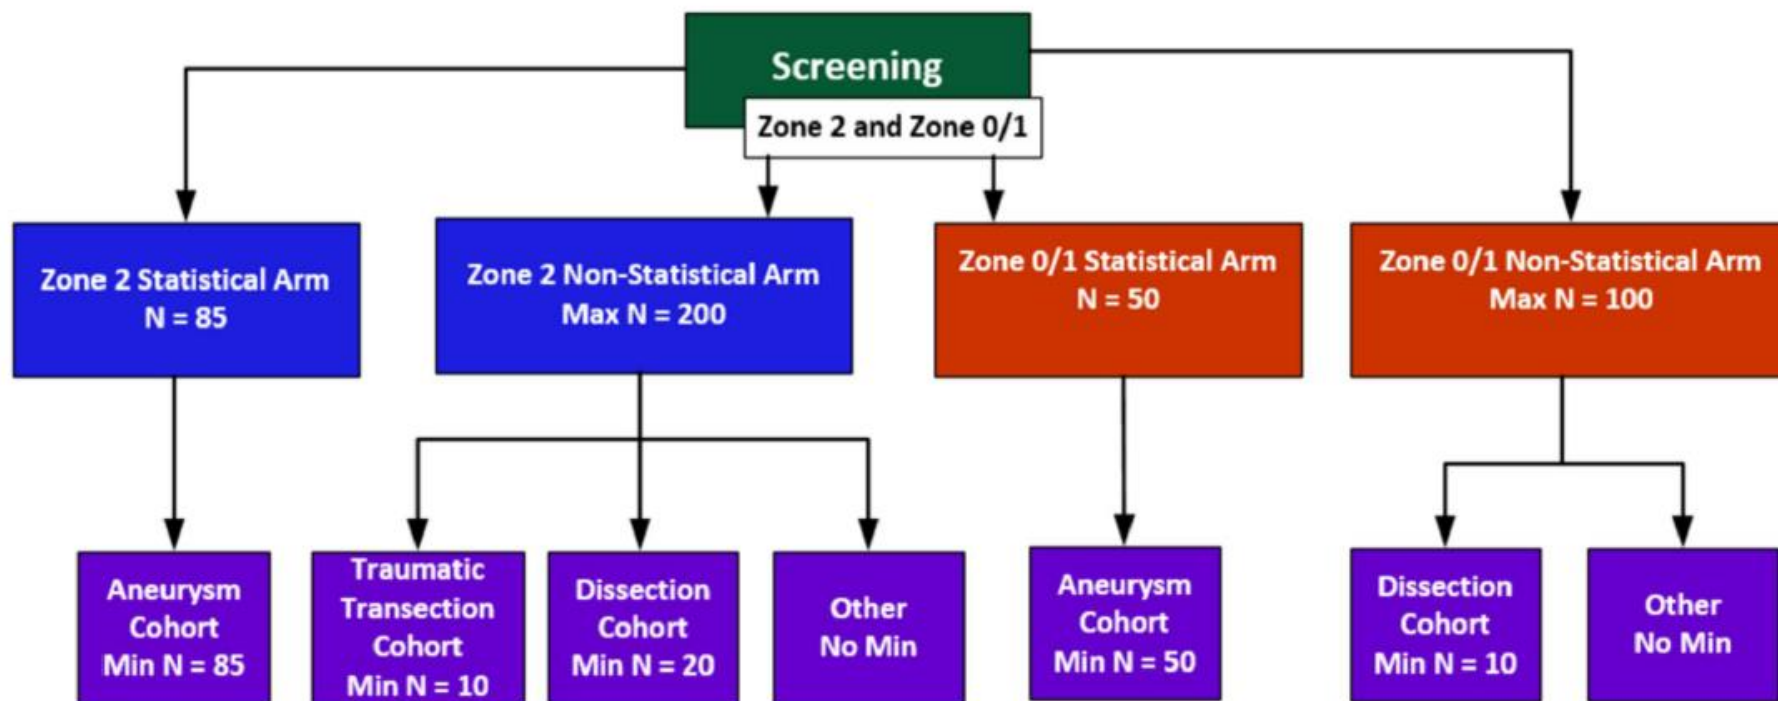 Screening
Zone 2 and Zone 0/1
Zone 2 Statistical Arm
N = 85
Zone 2 Non-Statistical Arm
Max N = 200
Zone 0/1 Statistical Arm
N = 50
Zone 0/1 Non-Statistical Arm
Max N = 100
Aneurysm
Cohort
Min N = 85
Traumatic
Transection
Cohort
Min N = 10
Dissection
Cohort
Min N = 20
Other
No Min
Aneurysm
Cohort
Min N = 50
Dissection
Cohort
Min N = 10
Other
No Min